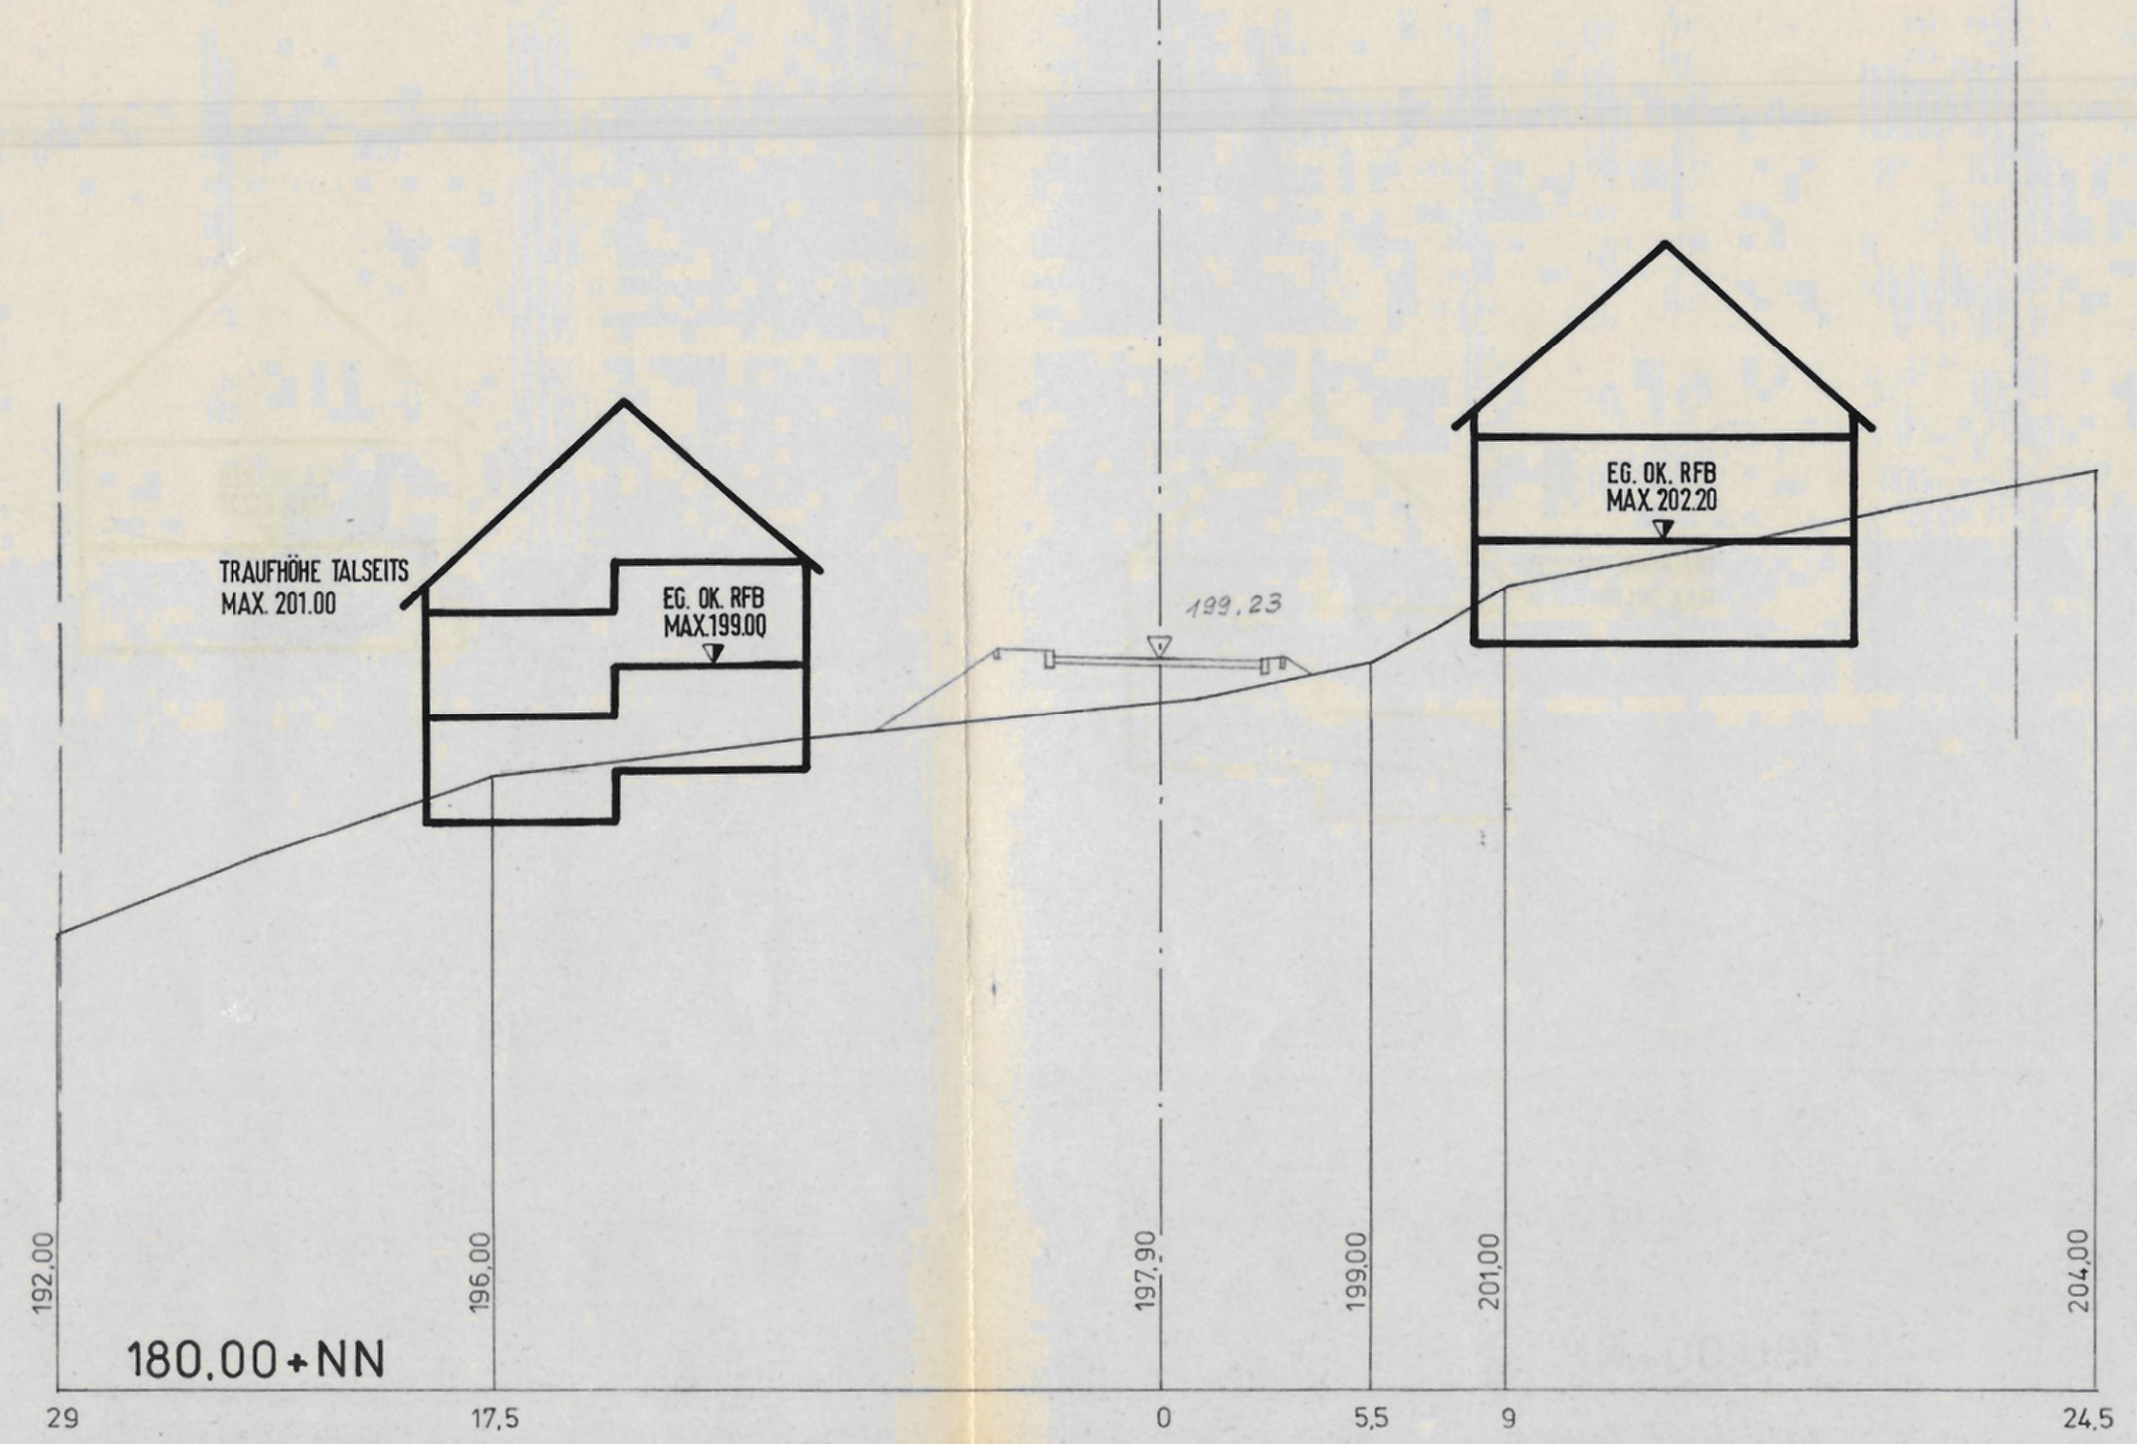 EG. OK. RFB
MAX. 202.20
TRAUFHÖHE TALSEITS
MAX. 201.00
EG. OK. RFB
MAX.199.00
199.23
192,00
196,00
197,90
199,00
201,00
204,00
180.00+NN
29
17,5
0
5,5
9
24.5